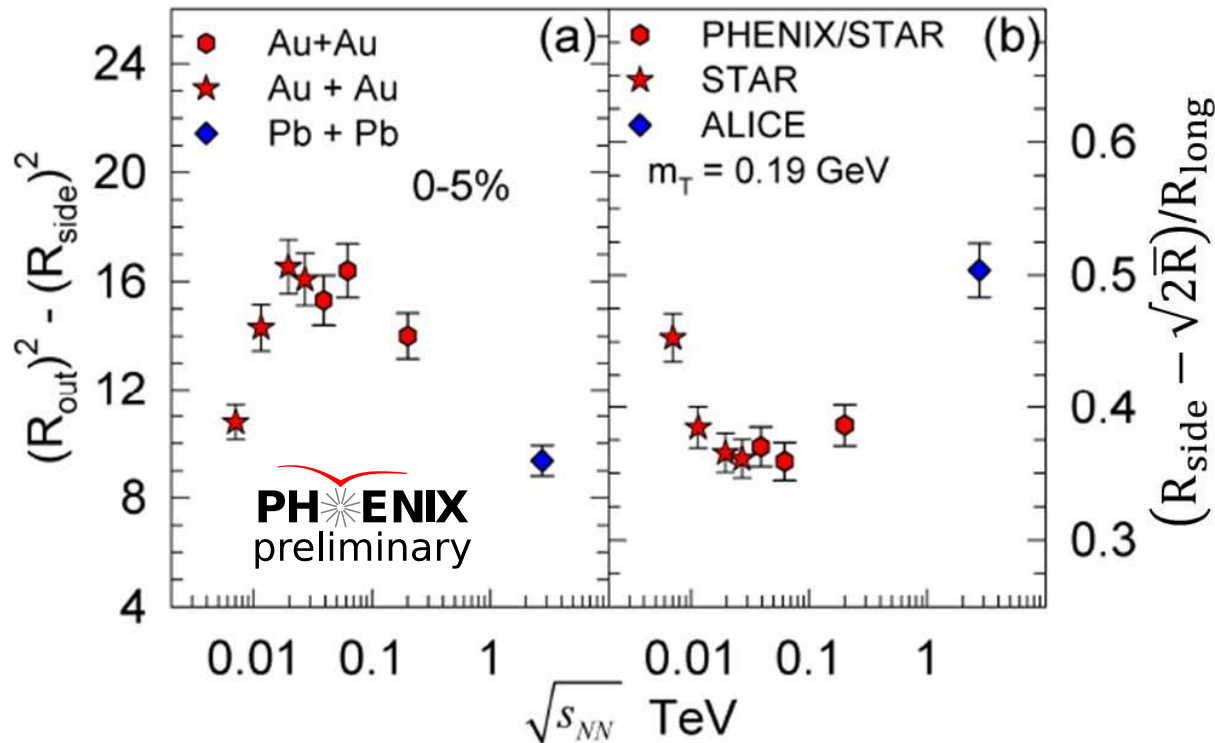 (a)
Au+Au
Au + Au
Pb + Pb
0-5%
24
20
16
12
8
4
(R_out)^2 - (R_side)^2
PHENIX
preliminary
0.01 0.1 1
(b)
PHENIX/STAR
STAR
ALICE
m_T = 0.19 GeV
0.6
0.5
0.4
0.3
(R_side − √2R̅)/R_long
0.01 0.1 1
√s_NN TeV